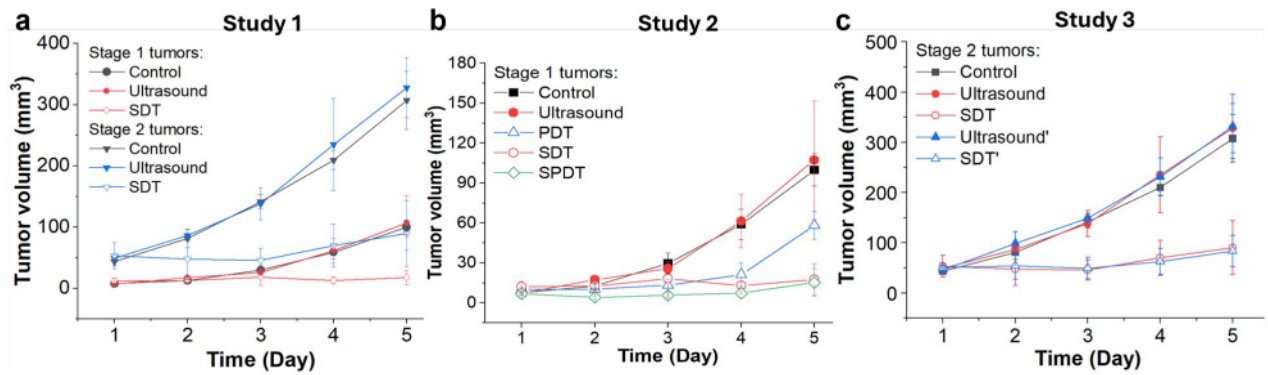 a
Study 1
Tumor volume (mm³)
400
300
200
100
0
Stage 1 tumors:
Control
Ultrasound
SDT
Stage 2 tumors:
Control
Ultrasound
SDT
1 2 3 4 5
Time (Day)
b
Study 2
Tumor volume (mm³)
180
150
120
90
60
30
0
Stage 1 tumors:
Control
Ultrasound
PDT
SDT
SPDT
1 2 3 4 5
Time (Day)
c
Study 3
Tumor volume (mm³)
500
400
300
200
100
0
Stage 2 tumors:
Control
Ultrasound
SDT
Ultrasound'
SDT'
1 2 3 4 5
Time (Day)